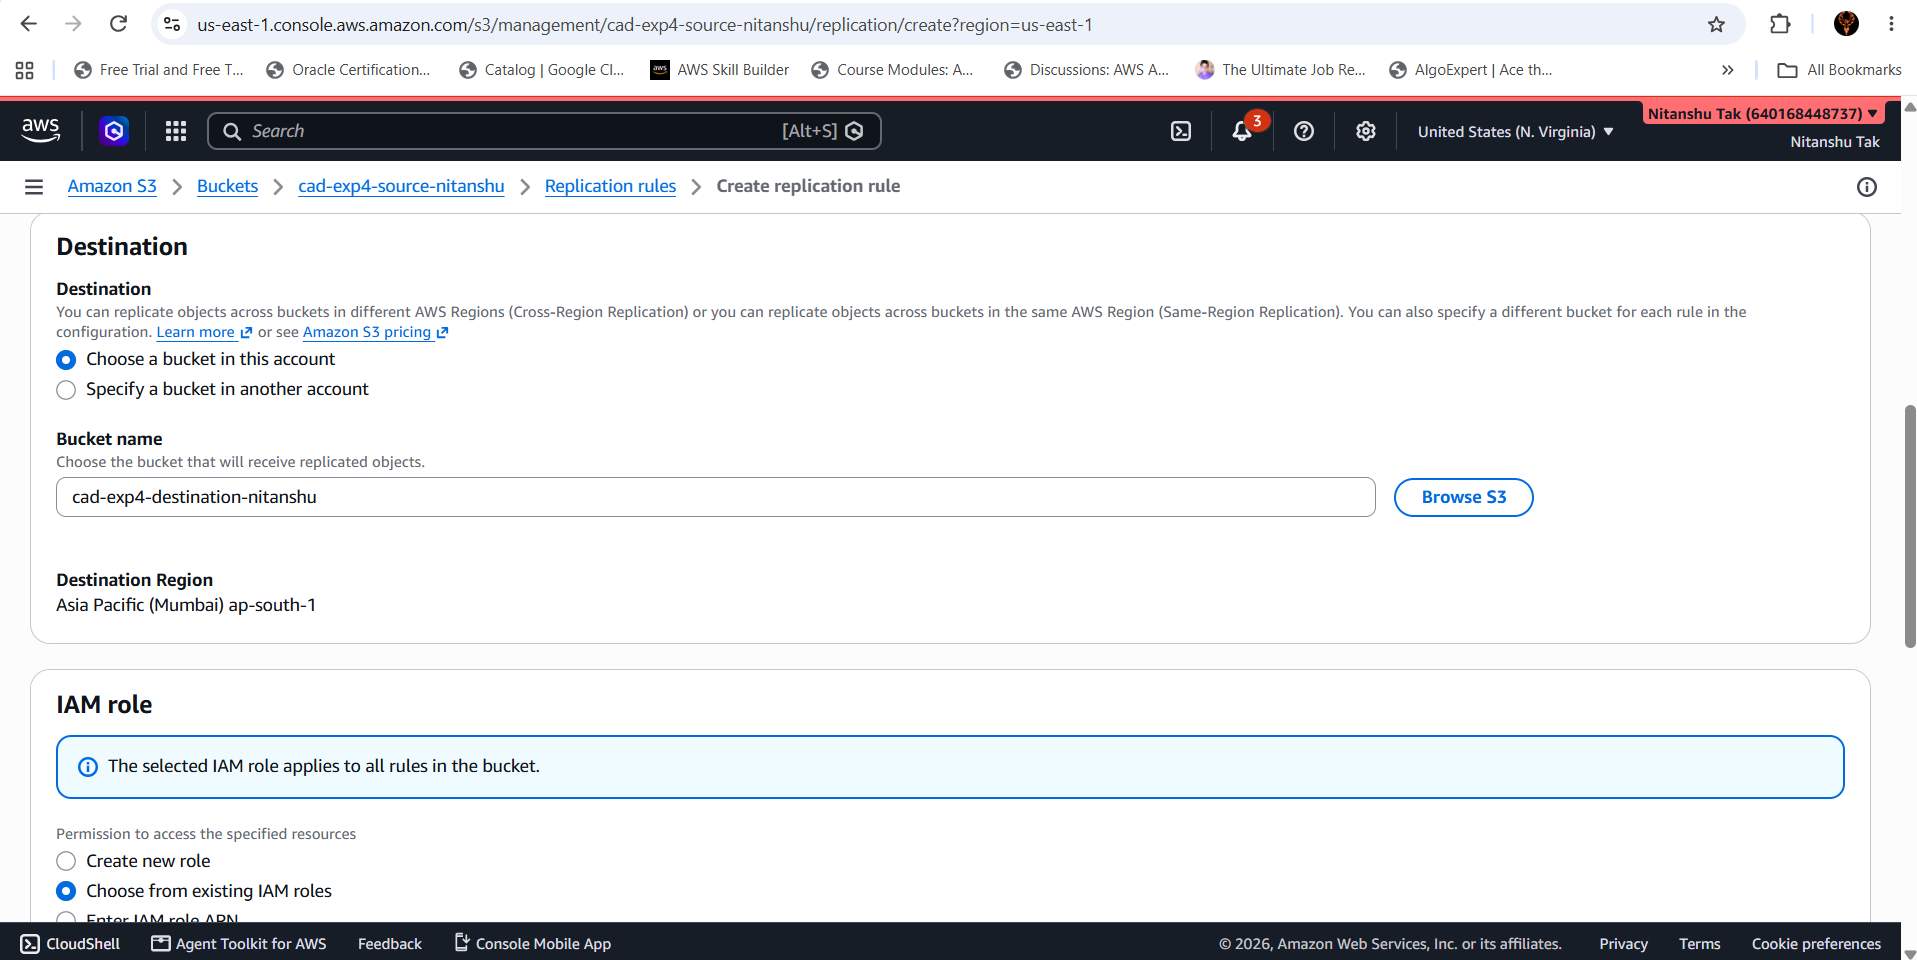 us-east-1.console.aws.amazon.com/s3/management/cad-exp4-source-nitanshu/replication/create?region=us-east-1
Free Trial and Free T... Oracle Certification... Catalog | Google Cl... aws AWS Skill Builder Course Modules: A... Discussions: AWS A... The Ultimate Job Re... AlgoExpert | Ace th... » All Bookmarks
aws Search [Alt+S] 3 United States (N. Virginia) ▼ Nitanshu Tak (640168448737) ▼
Nitanshu Tak
Amazon S3 > Buckets > cad-exp4-source-nitanshu > Replication rules > Create replication rule
Destination
Destination
You can replicate objects across buckets in different AWS Regions (Cross-Region Replication) or you can replicate objects across buckets in the same AWS Region (Same-Region Replication). You can also specify a different bucket for each rule in the
configuration. Learn more or see Amazon S3 pricing
Choose a bucket in this account
Specify a bucket in another account
Bucket name
Choose the bucket that will receive replicated objects.
cad-exp4-destination-nitanshu Browse S3
Destination Region
Asia Pacific (Mumbai) ap-south-1
IAM role
The selected IAM role applies to all rules in the bucket.
Permission to access the specified resources
Create new role
Choose from existing IAM roles
Enter IAM role ARN
CloudShell Agent Toolkit for AWS Feedback Console Mobile App © 2026, Amazon Web Services, Inc. or its affiliates. Privacy Terms Cookie preferences